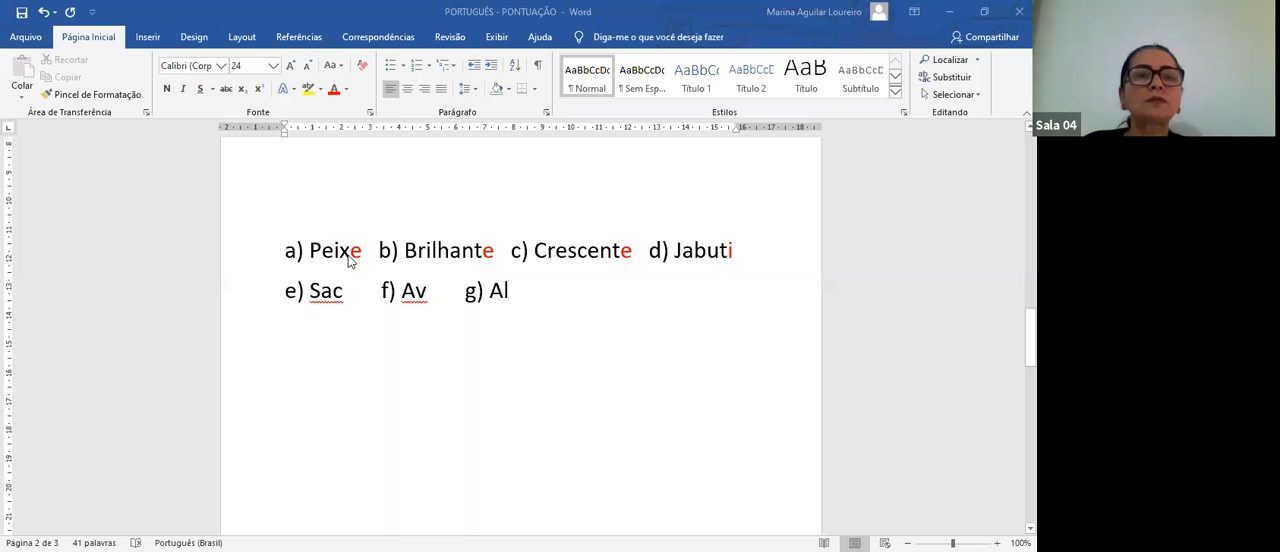 PORTUGUÊS - PONTUAÇÃO - Word
Marina Aguilar Loureiro
Arquivo Página Inicial Inserir Design Layout Referências Correspondências Revisão Exibir Ajuda Diga-me o que você deseja fazer Compartilhar
Colar
Recortar
Copiar
Pincel de Formatação
Área de Transferência
Calibri (Corp 24
Fonte
Parágrafo
AaBbCcDc AaBbCcDc AaBbCc AaBbCcD AaB AaBbCcD
¶ Normal ¶ Sem Esp... Título 1 Título 2 Título Subtítulo
Estilos
Localizar
Substituir
Selecionar
Editando
Sala 04
a) Peixe b) Brilhante c) Crescente d) Jabuti
e) Sac f) Av g) Al
Página 2 de 3 41 palavras Português (Brasil) 100%